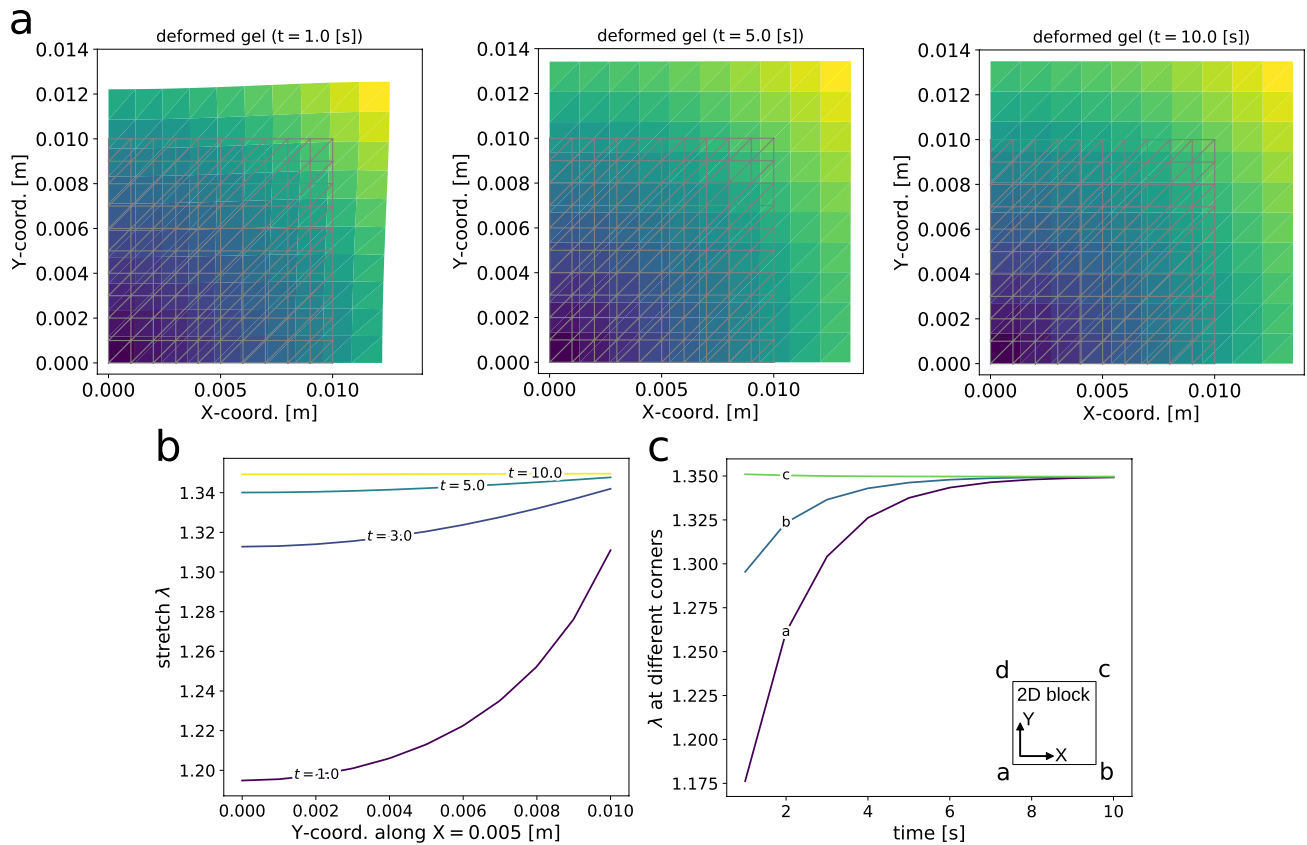 a
deformed gel (t = 1.0 [s])
deformed gel (t = 5.0 [s])
deformed gel (t = 10.0 [s])
0.014
0.012
0.010
0.008
0.006
0.004
0.002
0.000
Y-coord. [m]
0.000 0.005 0.010
X-coord. [m]
0.014
0.012
0.010
0.008
0.006
0.004
0.002
0.000
Y-coord. [m]
0.000 0.005 0.010
X-coord. [m]
0.014
0.012
0.010
0.008
0.006
0.004
0.002
0.000
Y-coord. [m]
0.000 0.005 0.010
X-coord. [m]
b
1.34
1.32
1.30
1.28
1.26
1.24
1.22
1.20
stretch λ
t = 10.0
t = 5.0
t = 3.0
t = 1.0
0.000 0.002 0.004 0.006 0.008 0.010
Y-coord. along X = 0.005 [m]
c
1.350
1.325
1.300
1.275
1.250
1.225
1.200
1.175
λ at different corners
c
b
a
d c
2D block
Y
X
a b
2 4 6 8 10
time [s]